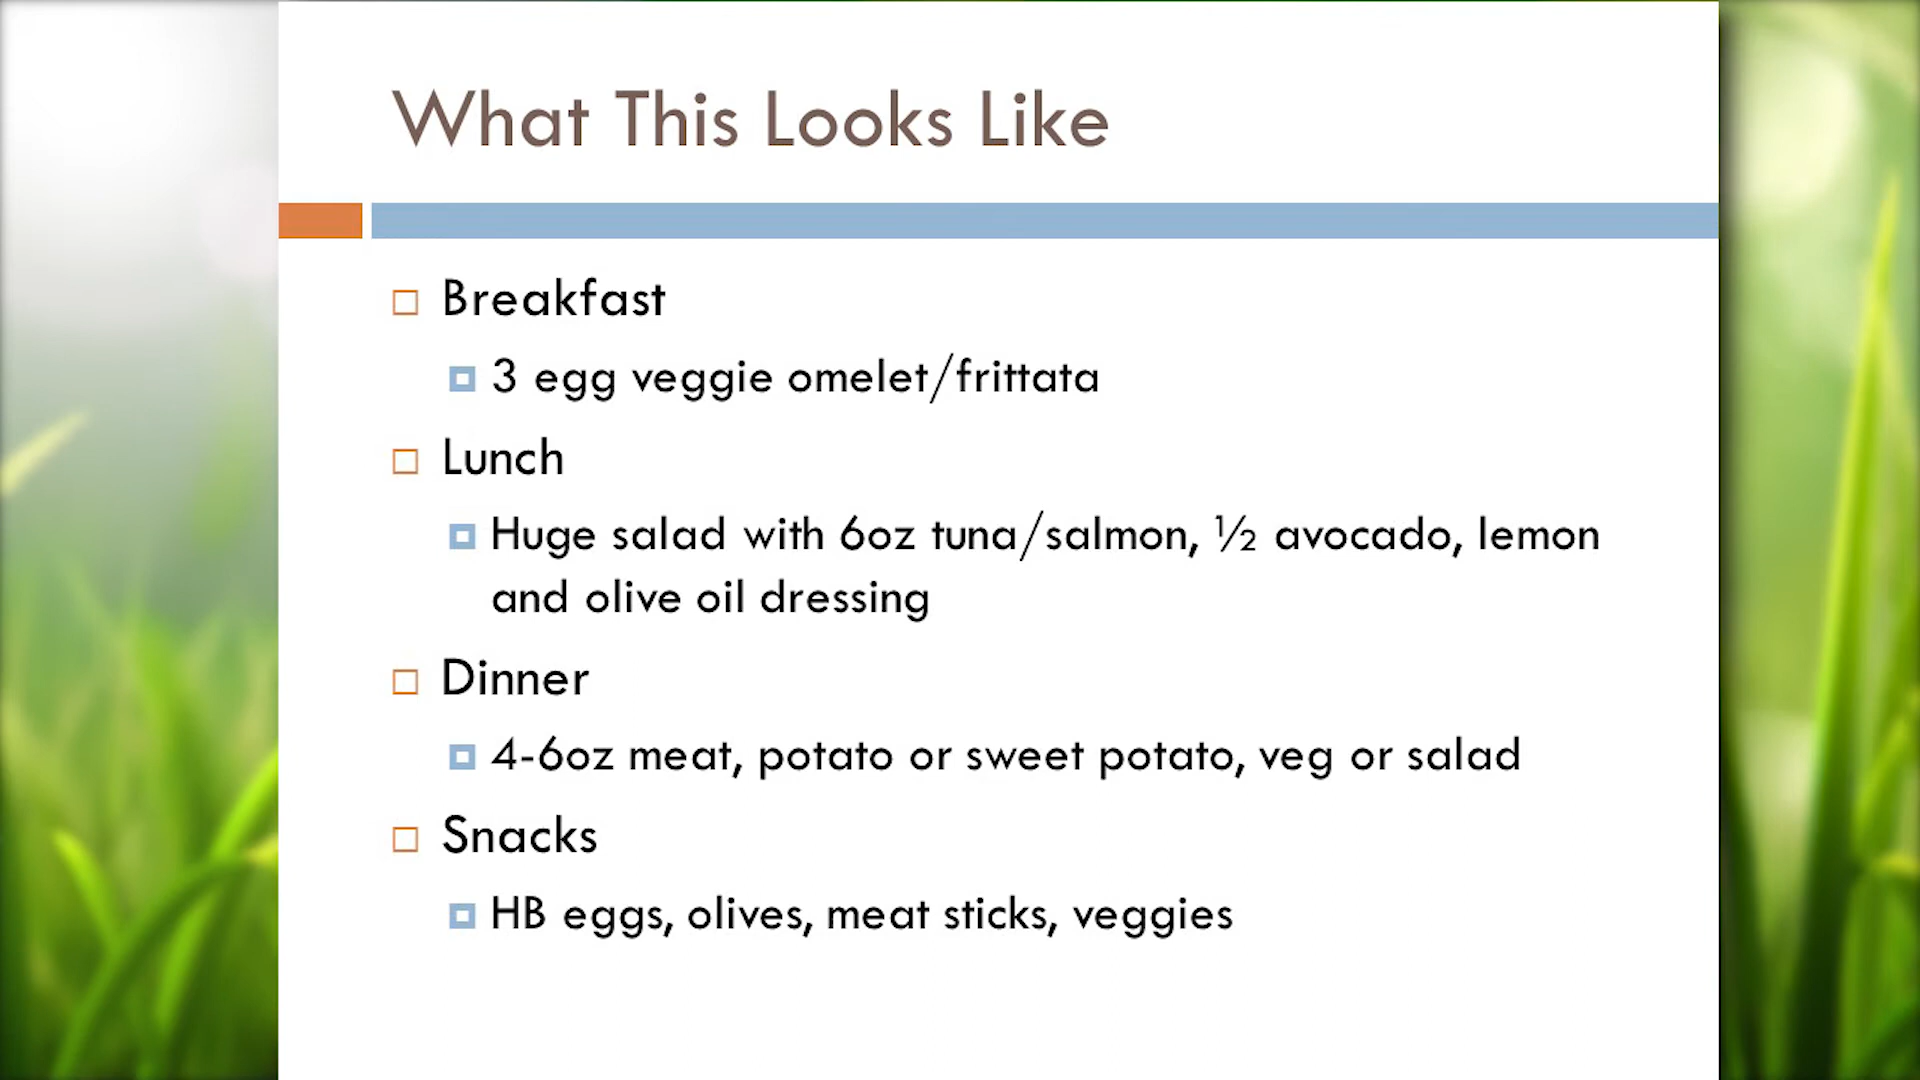 What This Looks Like
Breakfast
3 egg veggie omelet/frittata
Lunch
Huge salad with 6oz tuna/salmon, ½ avocado, lemon
and olive oil dressing
Dinner
4-6oz meat, potato or sweet potato, veg or salad
Snacks
HB eggs, olives, meat sticks, veggies